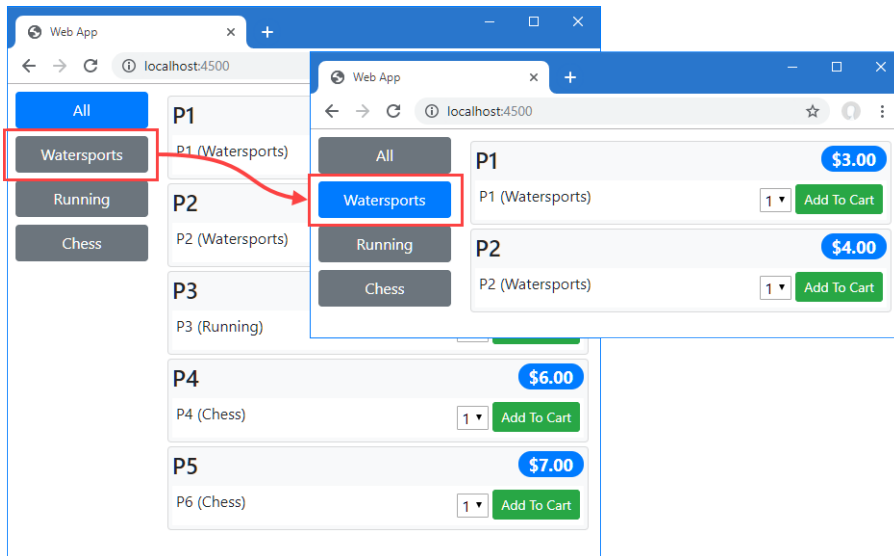 Web App
localhost:4500
All
Watersports
Running
Chess
P1
P1 (Watersports)
P2
P2 (Watersports)
P3
P3 (Running)
P4
$6.00
P4 (Chess)
1
Add To Cart
P5
$7.00
P6 (Chess)
1
Add To Cart
Web App
localhost:4500
All
Watersports
Running
Chess
P1
$3.00
P1 (Watersports)
1
Add To Cart
P2
$4.00
P2 (Watersports)
1
Add To Cart